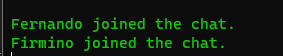 Fernando joined the chat.
Firmino joined the chat.